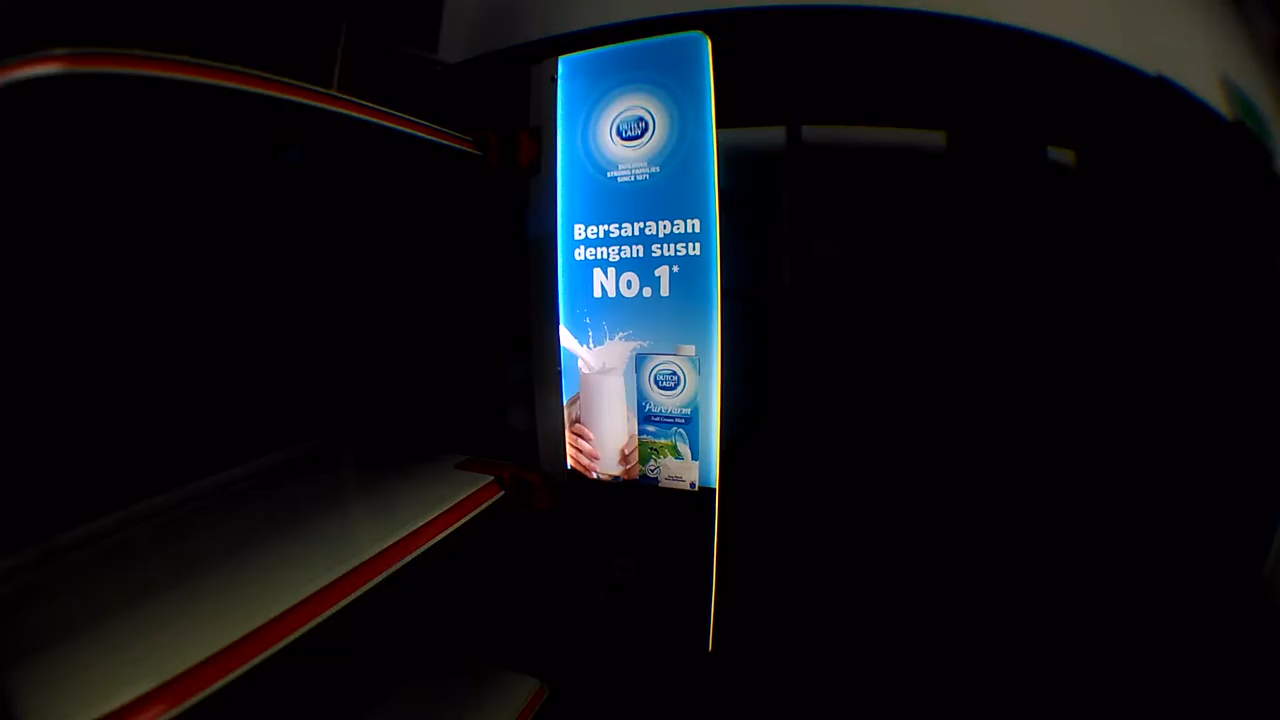 DUTCH
LADY
BUILDING
STRONG FAMILIES
SINCE 1871
Bersarapan
dengan susu
No.1*
DUTCH
LADY
PureFarm
Full Cream Milk